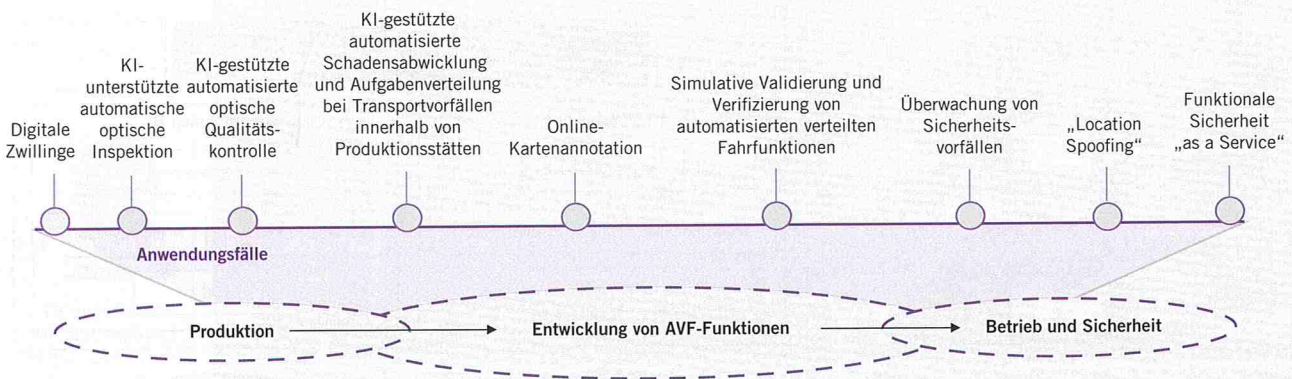 Digitale
Zwillinge
KI-
unterstützte
automatische
optische
Inspektion
KI-gestützte
automatisierte
optische
Qualitäts-
kontrolle
KI-gestützte
automatisierte
Schadensabwicklung
und Aufgabenverteilung
bei Transportvorfällen
innerhalb von
Produktionsstätten
Online-
Kartenannotation
Simulative Validierung und
Verifizierung von
automatisierten verteilten
Fahrfunktionen
Überwachung von
Sicherheits-
vorfällen
„Location
Spoofing“
Funktionale
Sicherheit
„as a Service“
Anwendungsfälle
Produktion
Entwicklung von AVF-Funktionen
Betrieb und Sicherheit